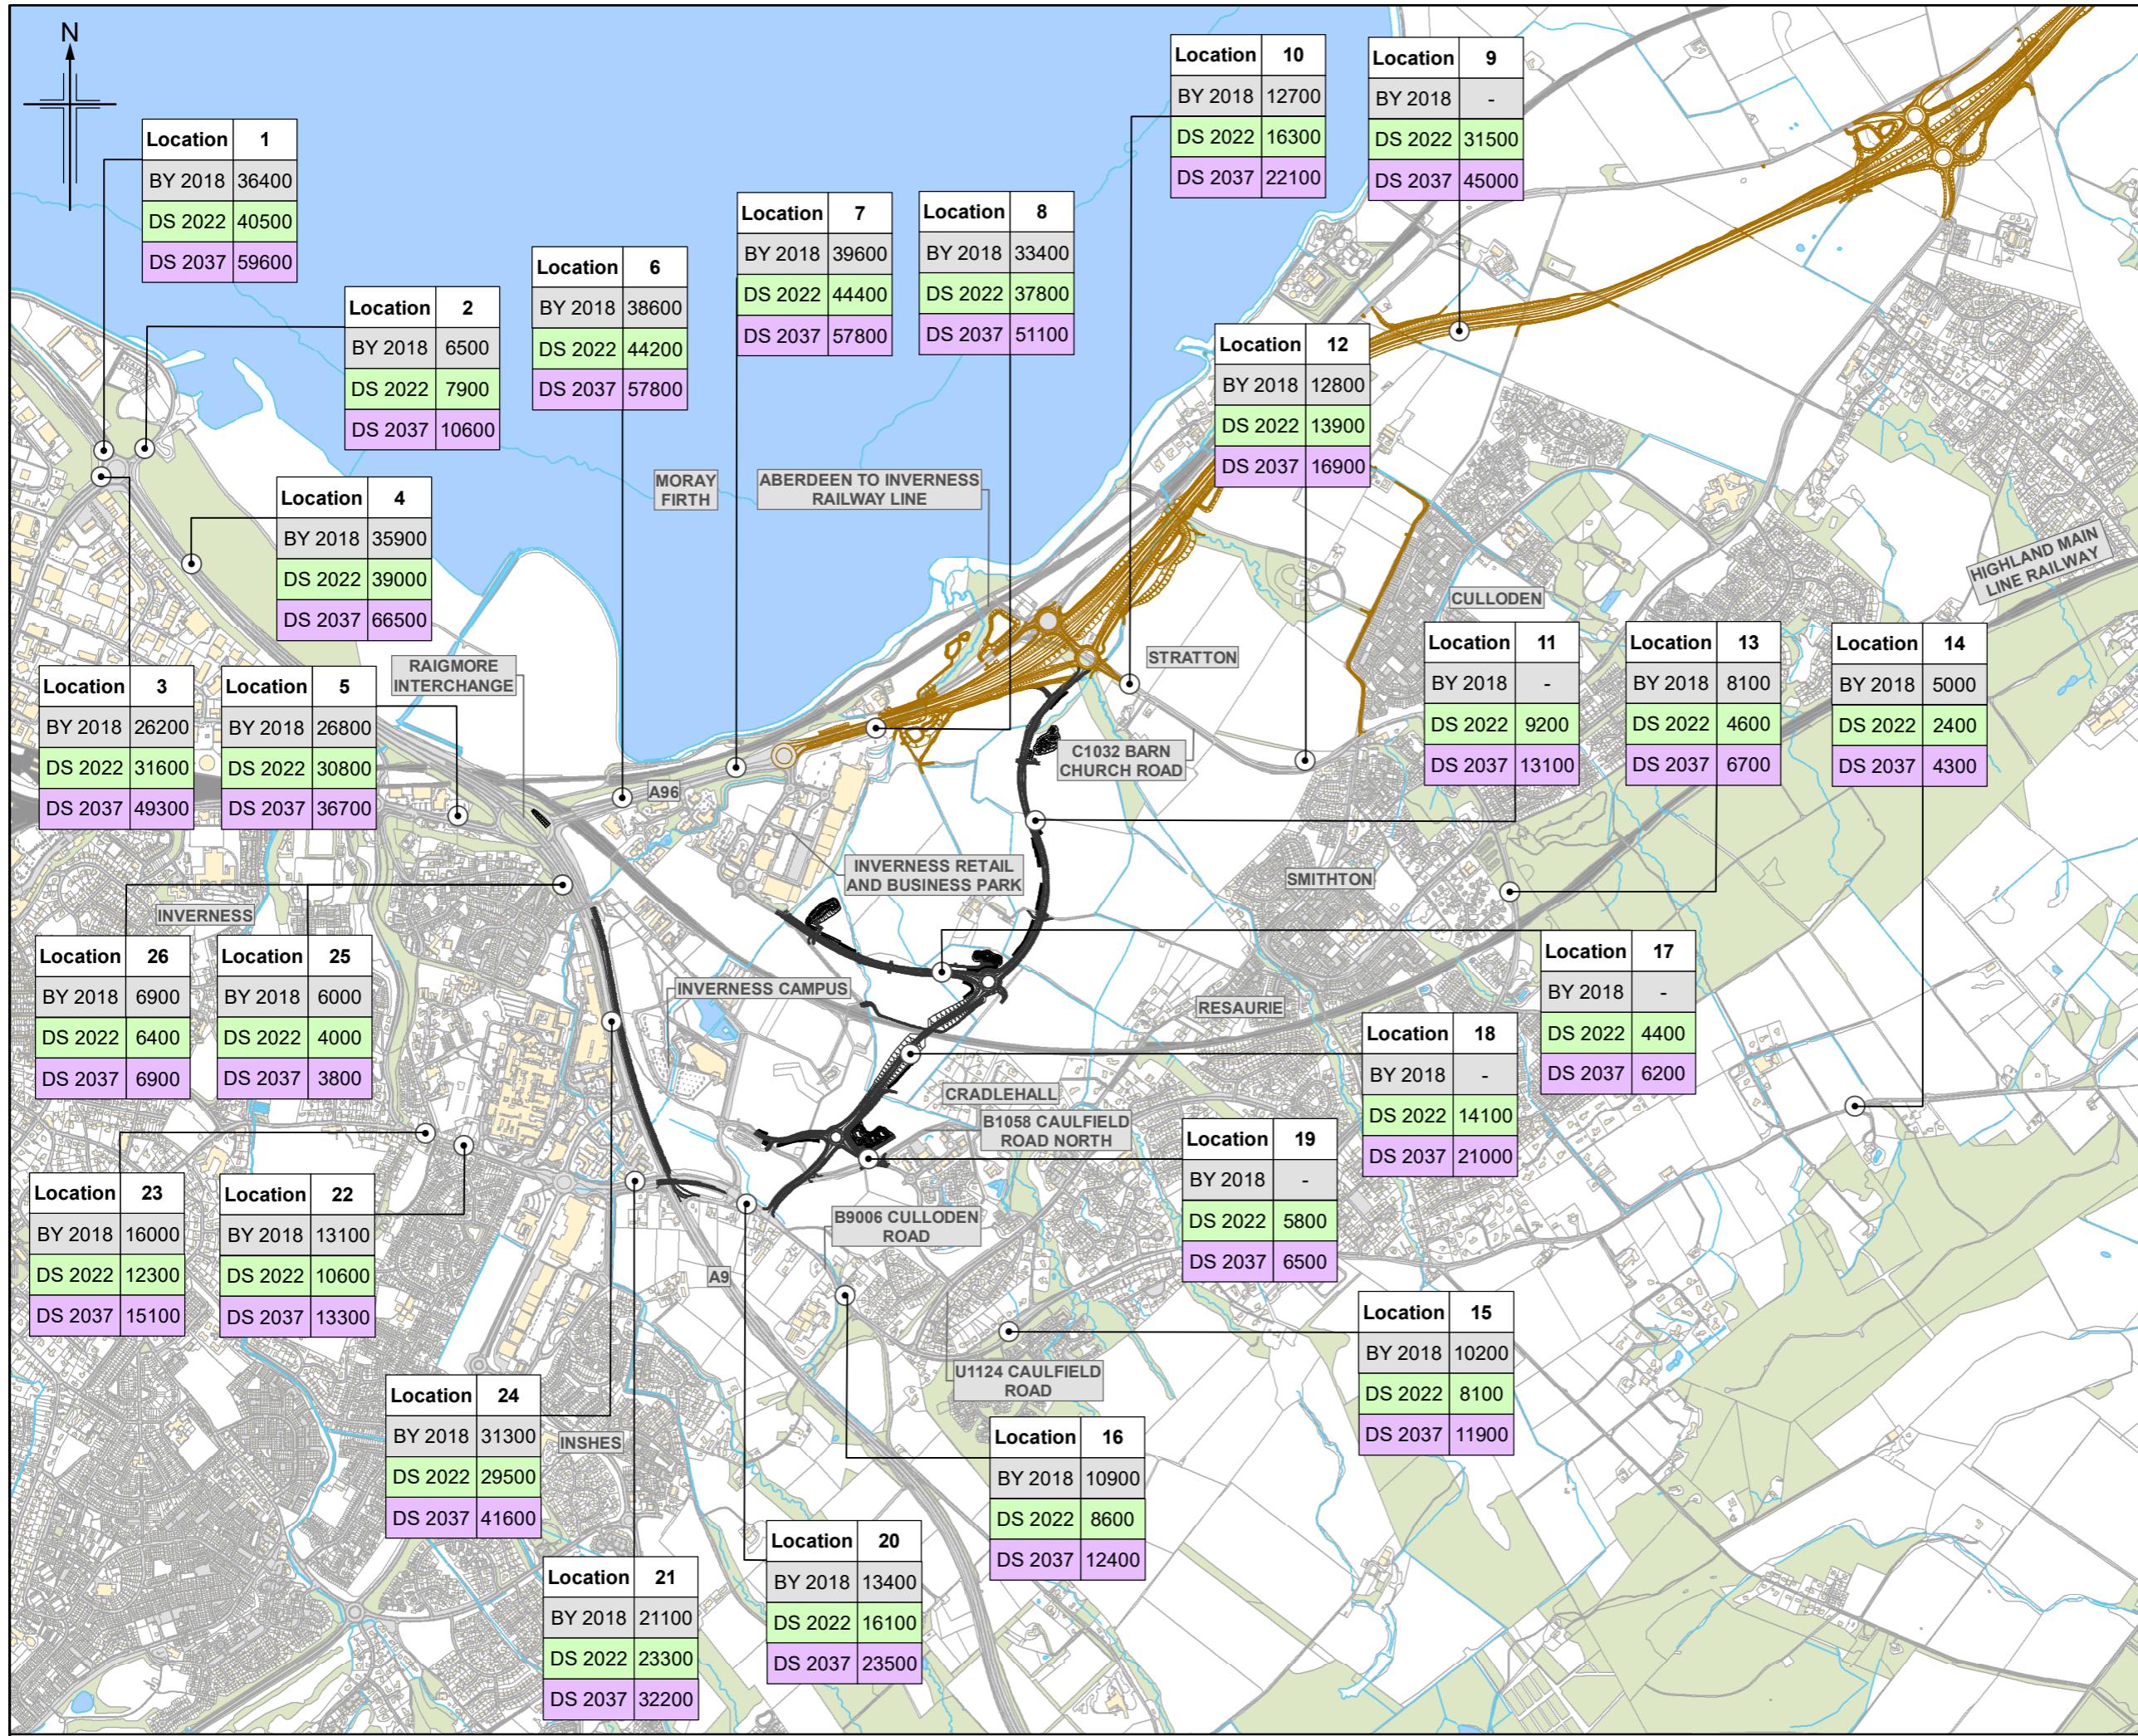 N
Location 10
BY 2018 12700
DS 2022 16300
DS 2037 22100
Location 9
BY 2018 -
DS 2022 31500
DS 2037 45000
Location 1
BY 2018 36400
DS 2022 40500
DS 2037 59600
Location 7
BY 2018 39600
DS 2022 44400
DS 2037 57800
Location 8
BY 2018 33400
DS 2022 37800
DS 2037 51100
Location 6
BY 2018 38600
DS 2022 44200
DS 2037 57800
Location 2
BY 2018 6500
DS 2022 7900
DS 2037 10600
Location 12
BY 2018 12800
DS 2022 13900
DS 2037 16900
MORAY
FIRTH
ABERDEEN TO INVERNESS
RAILWAY LINE
Location 4
BY 2018 35900
DS 2022 39000
DS 2037 66500
HIGHLAND MAIN
LINE RAILWAY
CULLODEN
Location 11
BY 2018 -
DS 2022 9200
DS 2037 13100
Location 13
BY 2018 8100
DS 2022 4600
DS 2037 6700
Location 14
BY 2018 5000
DS 2022 2400
DS 2037 4300
STRATTON
RAIGMORE
INTERCHANGE
Location 3
BY 2018 26200
DS 2022 31600
DS 2037 49300
Location 5
BY 2018 26800
DS 2022 30800
DS 2037 36700
C1032 BARN
CHURCH ROAD
A96
INVERNESS RETAIL
AND BUSINESS PARK
SMITHTON
INVERNESS
Location 26
BY 2018 6900
DS 2022 6400
DS 2037 6900
Location 25
BY 2018 6000
DS 2022 4000
DS 2037 3800
Location 17
BY 2018 -
DS 2022 4400
DS 2037 6200
INVERNESS CAMPUS
RESAURIE
Location 18
BY 2018 -
DS 2022 14100
DS 2037 21000
CRADLEHALL
B1058 CAULFIELD
ROAD NORTH
Location 19
BY 2018 -
DS 2022 5800
DS 2037 6500
Location 23
BY 2018 16000
DS 2022 12300
DS 2037 15100
Location 22
BY 2018 13100
DS 2022 10600
DS 2037 13300
B9006 CULLODEN
ROAD
A9
Location 15
BY 2018 10200
DS 2022 8100
DS 2037 11900
U1124 CAULFIELD
ROAD
Location 24
BY 2018 31300
DS 2022 29500
DS 2037 41600
INSHES
Location 16
BY 2018 10900
DS 2022 8600
DS 2037 12400
Location 20
BY 2018 13400
DS 2022 16100
DS 2037 23500
Location 21
BY 2018 21100
DS 2022 23300
DS 2037 32200